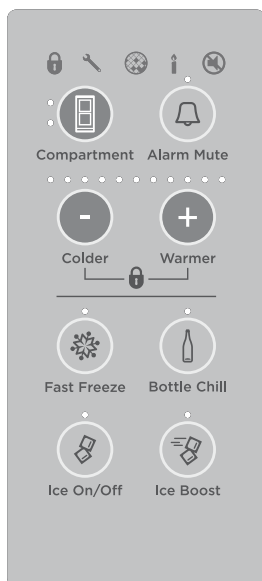 Compartment Alarm Mute
- +
Colder Warmer
Fast Freeze Bottle Chill
Ice On/Off Ice Boost